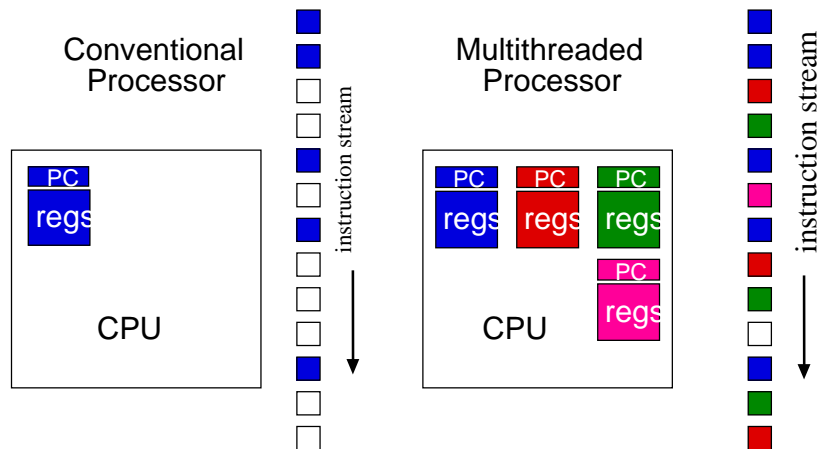 Conventional
Processor
instruction stream
PC
regs
CPU
Multithreaded
Processor
instruction stream
PC
regs
PC
regs
PC
regs
PC
regs
CPU